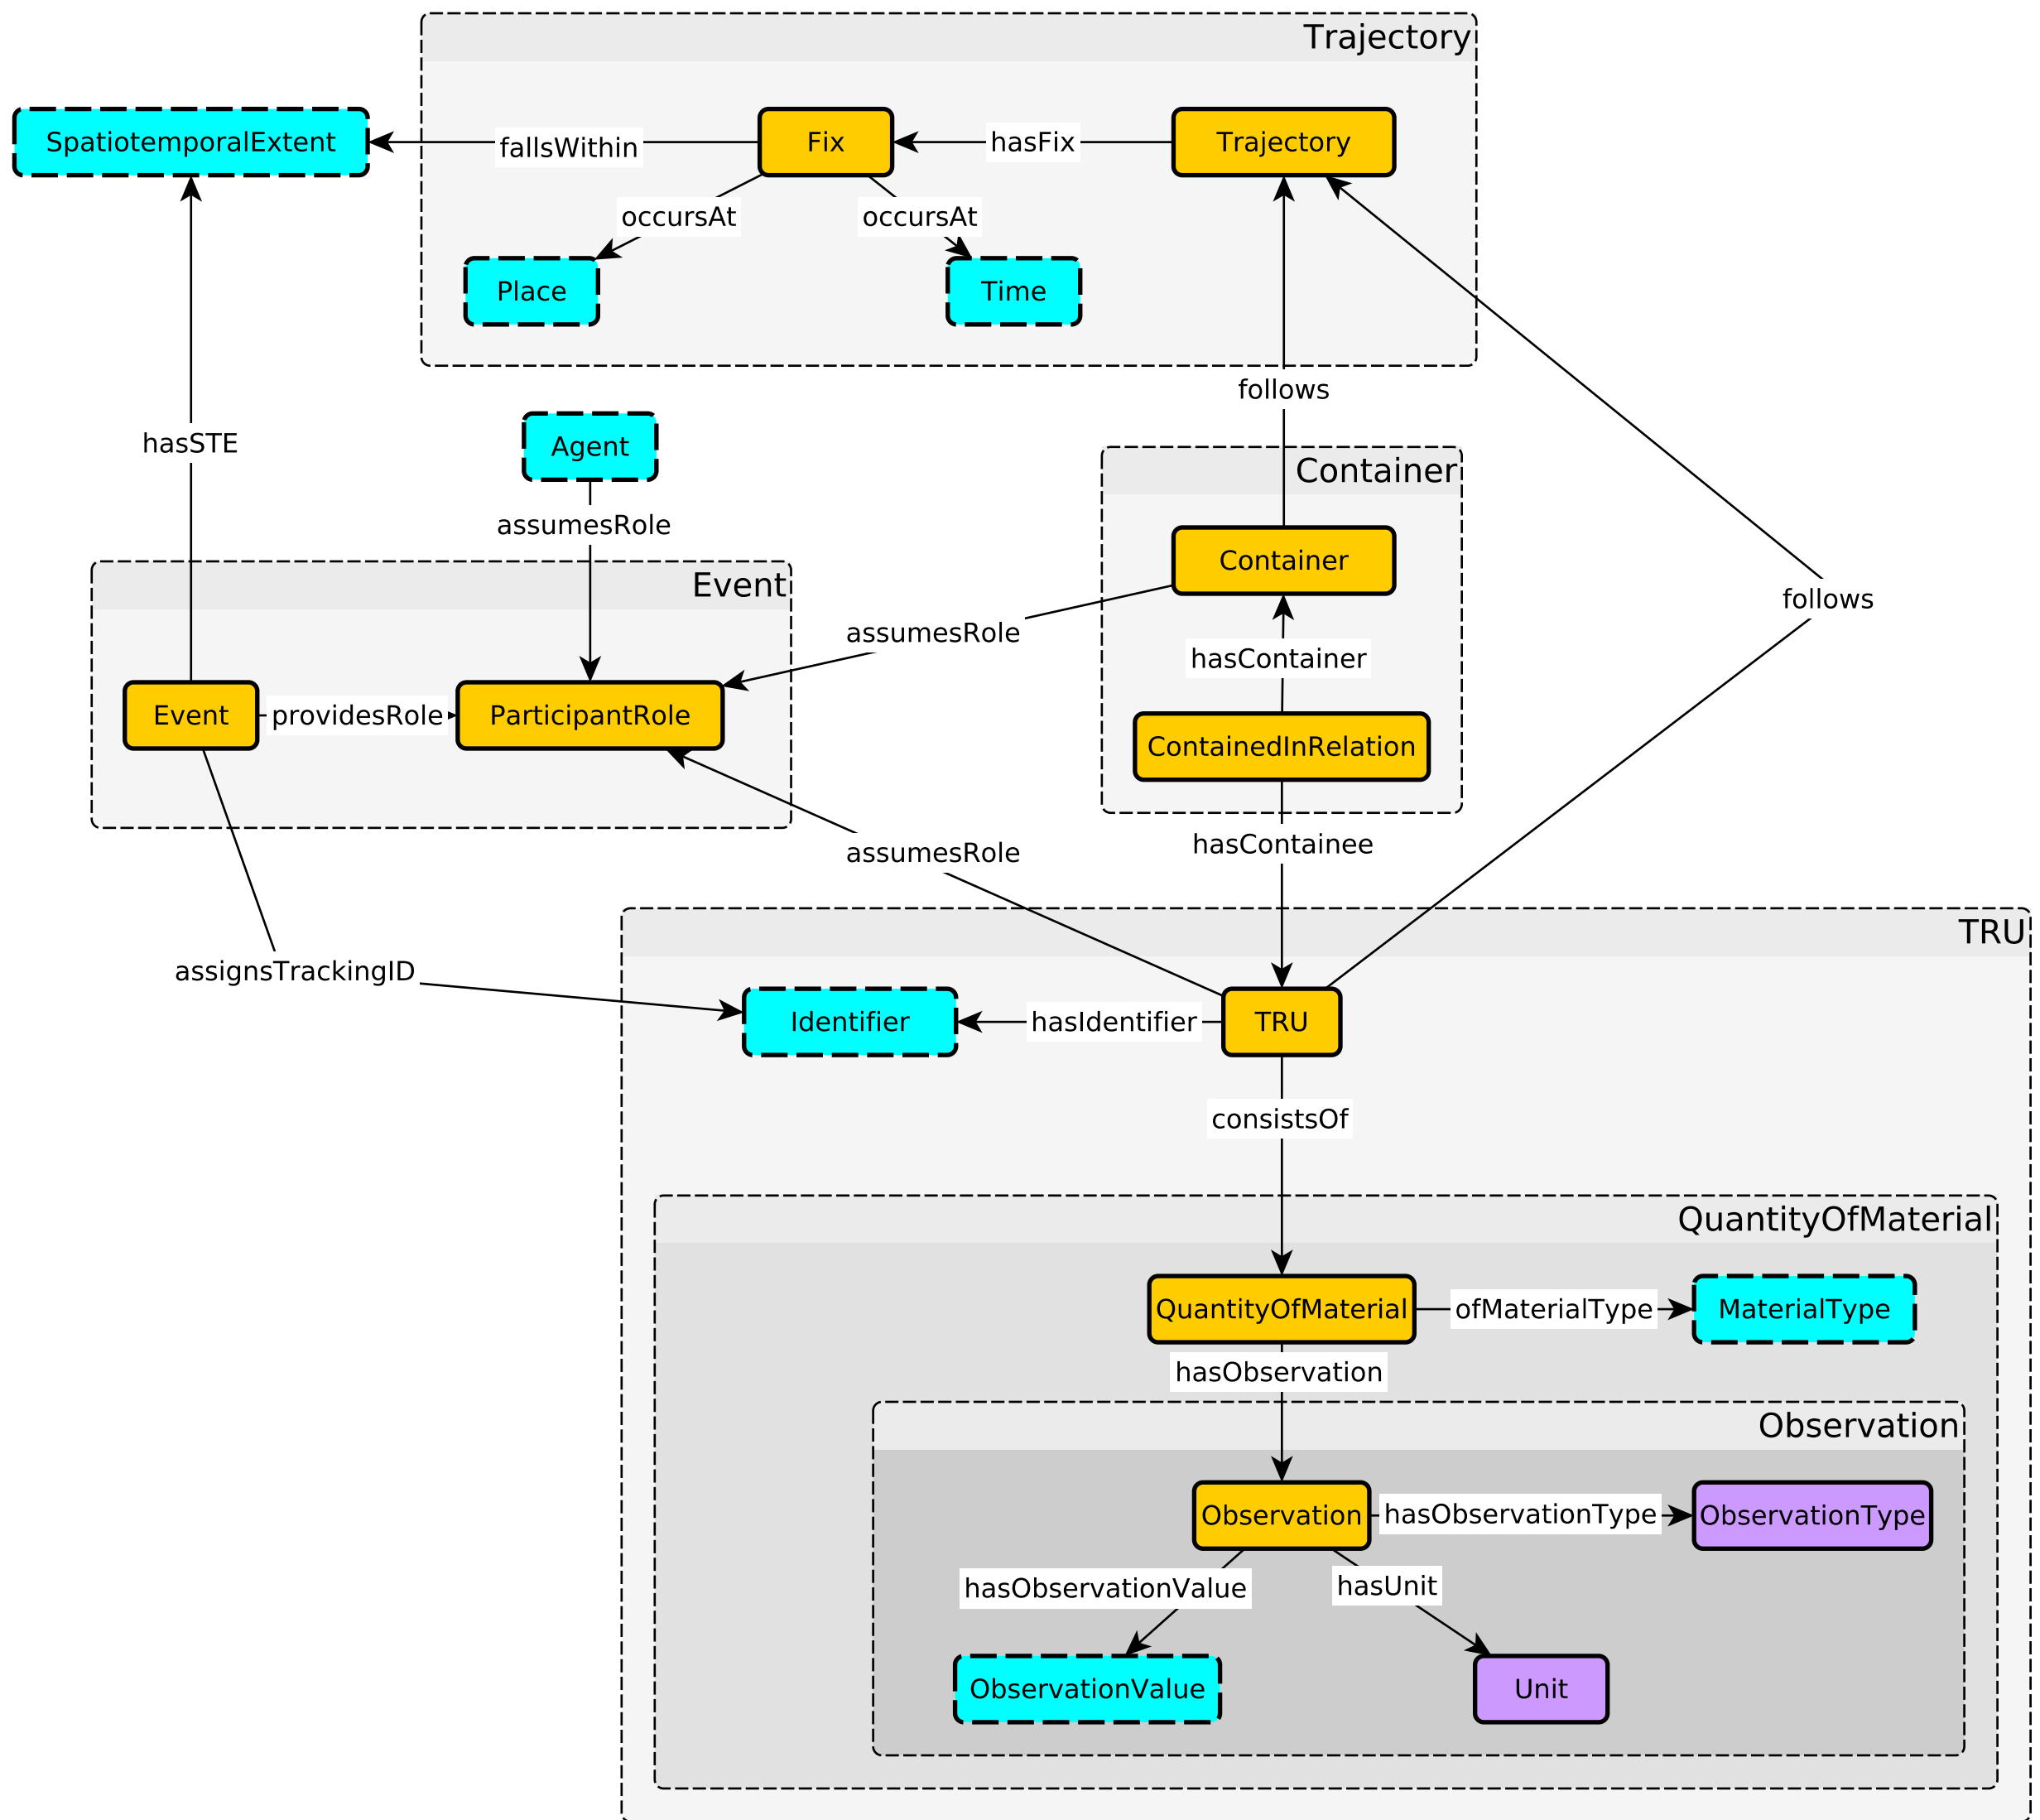 Trajectory
SpatiotemporalExtent
fallsWithin
Fix
hasFix
Trajectory
occursAt
occursAt
Place
Time
follows
hasSTE
Agent
Container
assumesRole
Container
Event
follows
assumesRole
hasContainer
Event
providesRole
ParticipantRole
ContainedInRelation
hasContainee
assumesRole
TRU
assignsTrackingID
Identifier
hasIdentifier
TRU
consistsOf
QuantityOfMaterial
QuantityOfMaterial
ofMaterialType
MaterialType
hasObservation
Observation
Observation
hasObservationType
ObservationType
hasObservationValue
hasUnit
ObservationValue
Unit